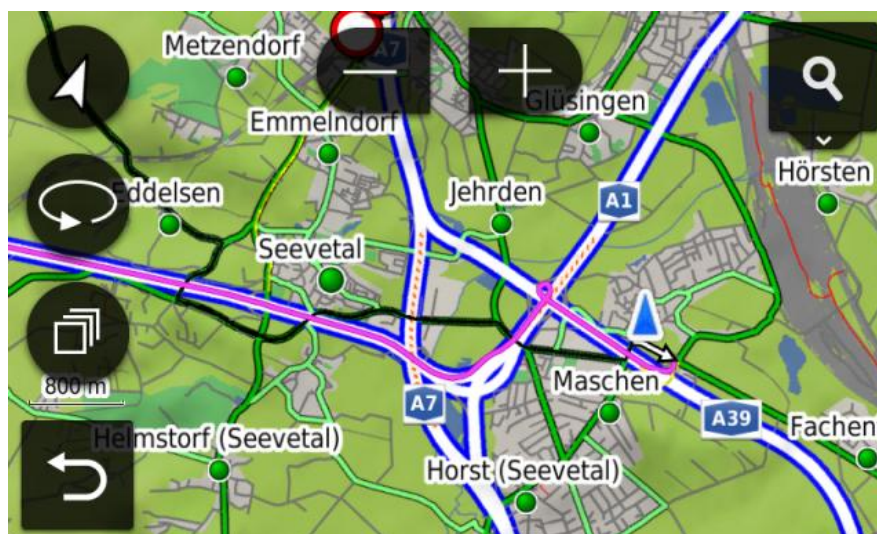 Metzendorf
A7
Glüsingen
Emmelndorf
Hörsten
Eddelsen
Jehrden
A1
Seevetal
800 m
Maschen
A7
A39
Fachen
Helmstorf (Seevetal)
Horst (Seevetal)